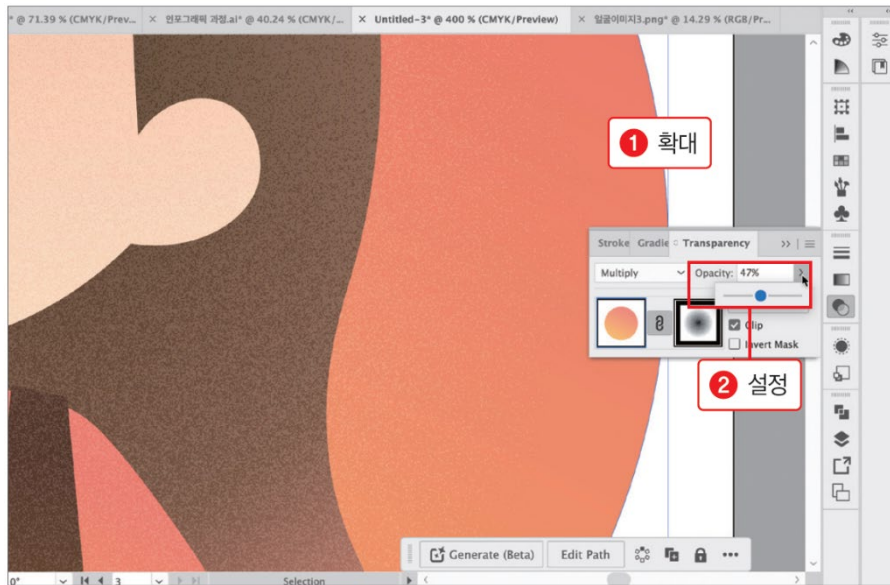 * @ 71.39 % (CMYK/Prev...
× 인포그래픽 과정.ai* @ 40.24 % (CMYK/...
× Untitled-3* @ 400 % (CMYK/Preview)
× 얼굴이미지3.png* @ 14.29 % (RGB/Pr...
1 확대
Stroke Gradie Transparency
Multiply Opacity: 47%
Clip
Invert Mask
2 설정
Generate (Beta) Edit Path
0° 3 Selection